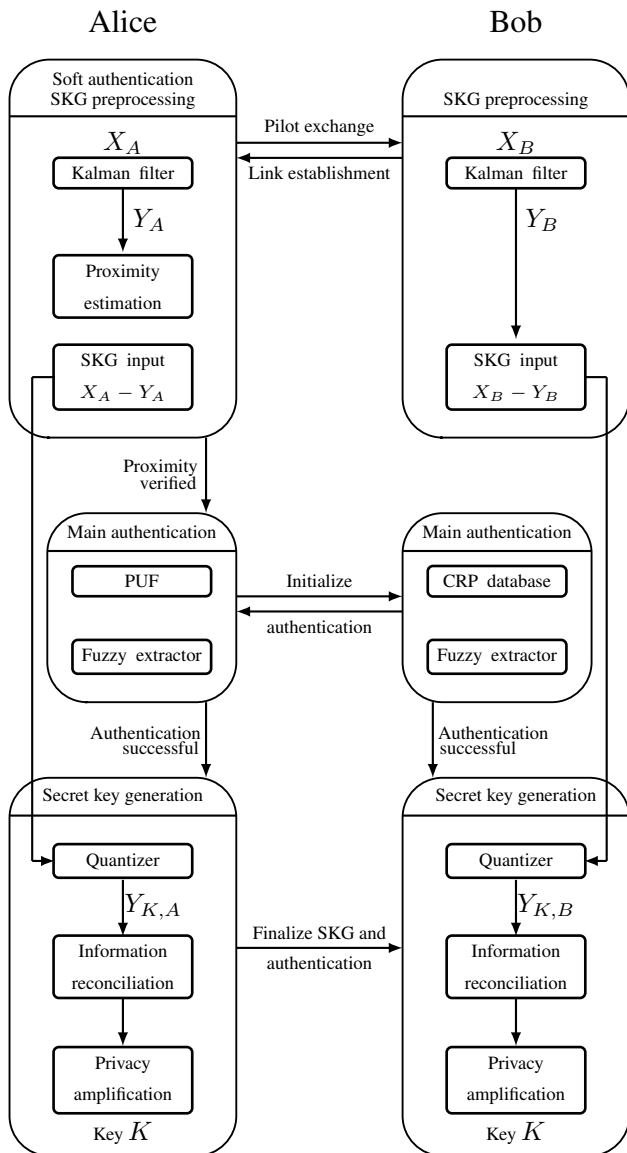 Alice
Bob
Soft authentication
SKG preprocessing
SKG preprocessing
Pilot exchange
Link establishment
X_A
Kalman filter
Y_A
Proximity
estimation
SKG input
X_A − Y_A
X_B
Kalman filter
Y_B
SKG input
X_B − Y_B
Proximity
verified
Main authentication
PUF
Fuzzy extractor
Initialize
authentication
Main authentication
CRP database
Fuzzy extractor
Authentication
successful
Authentication
successful
Secret key generation
Quantizer
Y_{K,A}
Information
reconciliation
Privacy
amplification
Key K
Finalize SKG and
authentication
Secret key generation
Quantizer
Y_{K,B}
Information
reconciliation
Privacy
amplification
Key K